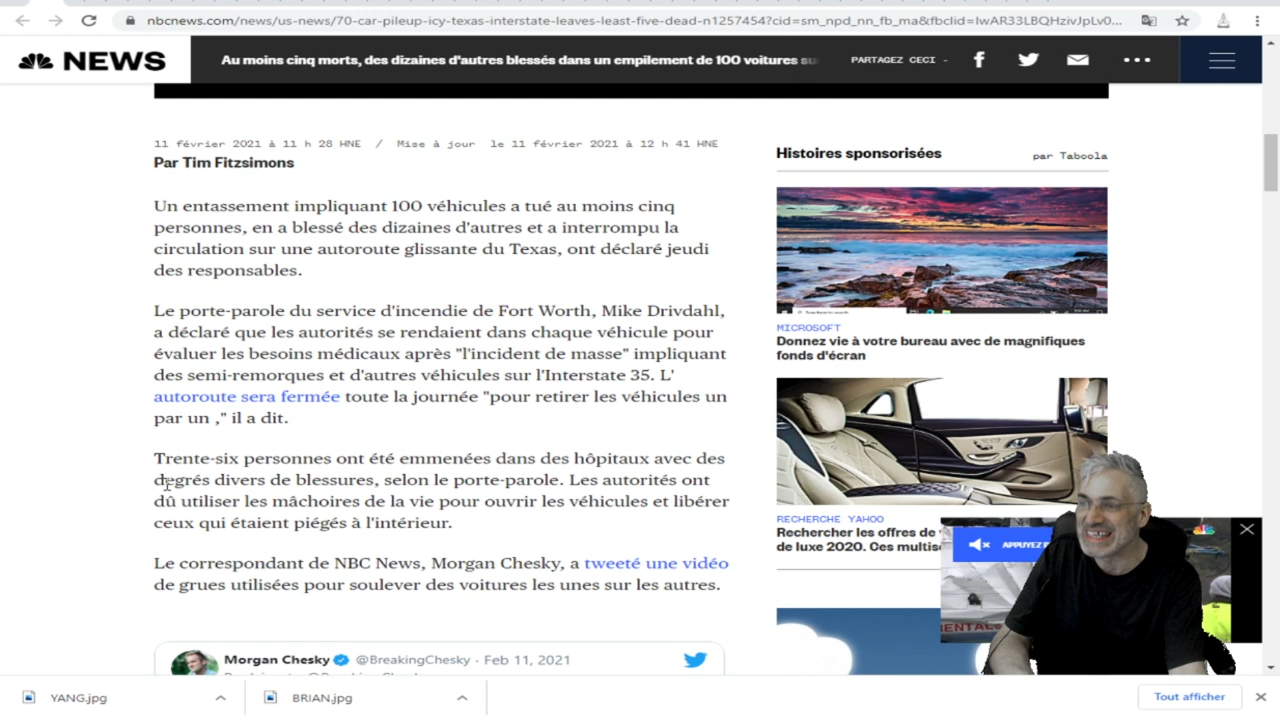 nbcnews.com/news/us-news/70-car-pileup-icy-texas-interstate-leaves-least-five-dead-n1257454?cid=sm_npd_nn_fb_ma&fbclid=IwAR33LBQHzivJpLv0...
NEWS
Au moins cinq morts, des dizaines d'autres blessés dans un empilement de 100 voitures su
PARTAGEZ CECI -
11 février 2021 à 11 h 28 HNE / Mise à jour le 11 février 2021 à 12 h 41 HNE
Par Tim Fitzsimons
Un entassement impliquant 100 véhicules a tué au moins cinq
personnes, en a blessé des dizaines d'autres et a interrompu la
circulation sur une autoroute glissante du Texas, ont déclaré jeudi
des responsables.
Le porte-parole du service d'incendie de Fort Worth, Mike Drivdahl,
a déclaré que les autorités se rendaient dans chaque véhicule pour
évaluer les besoins médicaux après "l'incident de masse" impliquant
des semi-remorques et d'autres véhicules sur l'Interstate 35. L'
autoroute sera fermée toute la journée "pour retirer les véhicules un
par un ," il a dit.
Trente-six personnes ont été emmenées dans des hôpitaux avec des
degrés divers de blessures, selon le porte-parole. Les autorités ont
dû utiliser les mâchoires de la vie pour ouvrir les véhicules et libérer
ceux qui étaient piégés à l'intérieur.
Le correspondant de NBC News, Morgan Chesky, a tweeté une vidéo
de grues utilisées pour soulever des voitures les unes sur les autres.
Morgan Chesky @BreakingChesky · Feb 11, 2021
Histoires sponsorisées
par Taboola
MICROSOFT
Donnez vie à votre bureau avec de magnifiques
fonds d'écran
RECHERCHE YAHOO
Rechercher les offres de
de luxe 2020. Ces multis
APPUYEZ
YANG.jpg
BRIAN.jpg
Tout afficher